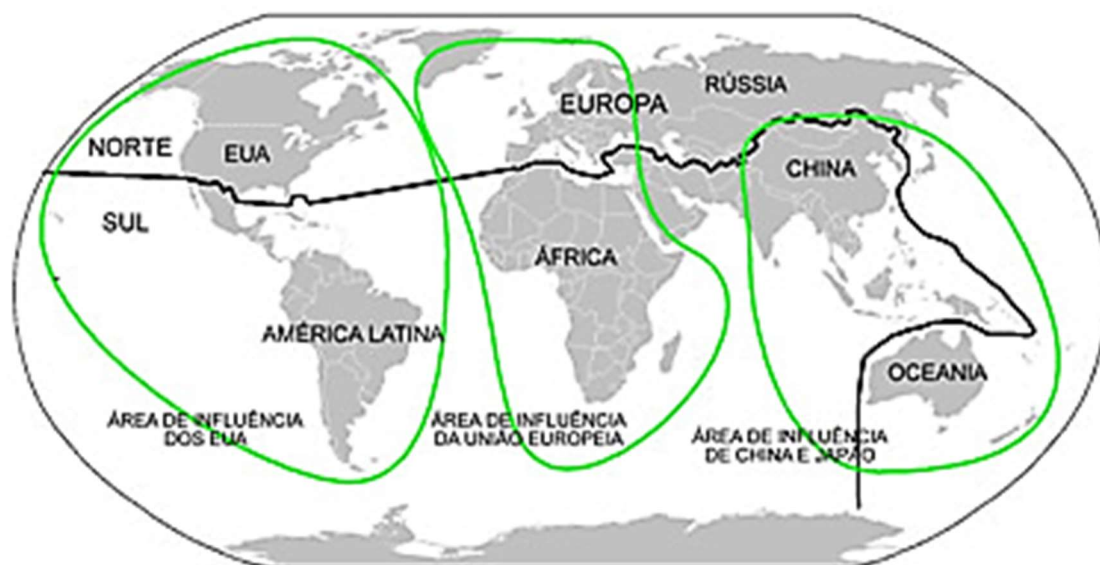 RÚSSIA
EUROPA
NORTE
EUA
CHINA
SUL
ÁFRICA
AMÉRICA LATINA
OCEANIA
ÁREA DE INFLUÊNCIA
DOS EUA
ÁREA DE INFLUÊNCIA
DA UNIÃO EUROPEIA
ÁREA DE INFLUÊNCIA
DE CHINA E JAPÃO